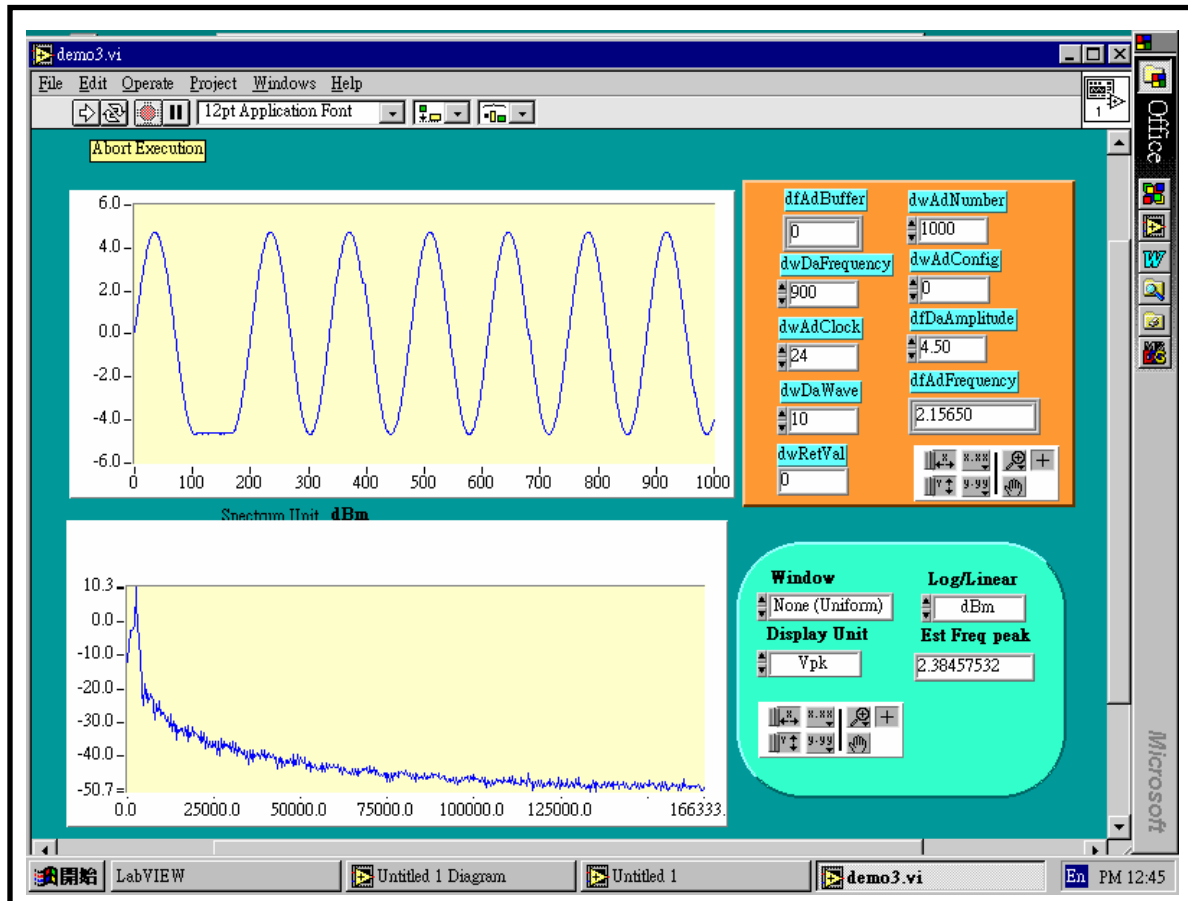 demo3.vi
File Edit Operate Project Windows Help
12pt Application Font
1
Abort Execution
6.0
4.0
2.0
0.0
-2.0
-4.0
-6.0
0 100 200 300 400 500 600 700 800 900 1000
dfAdBuffer dwAdNumber
0 1000
dwDaFrequency dwAdConfig
900 0
dwAdClock dfDaAmplitude
24 4.50
dwDaWave dfAdFrequency
10 2.15650
dwRetVal
0
X X.XX
Y Y.YY
Spectrum Unit dBm
10.3
0.0
-10.0
-20.0
-30.0
-40.0
-50.7
0.0 25000.0 50000.0 75000.0 100000.0 125000.0 166333.
Window Log/Linear
None (Uniform) dBm
Display Unit Est Freq peak
Vpk 2.38457532
X X.XX
Y Y.YY
Office
W
Microsoft
開始 LabVIEW Untitled 1 Diagram Untitled 1 demo3.vi En PM 12:45